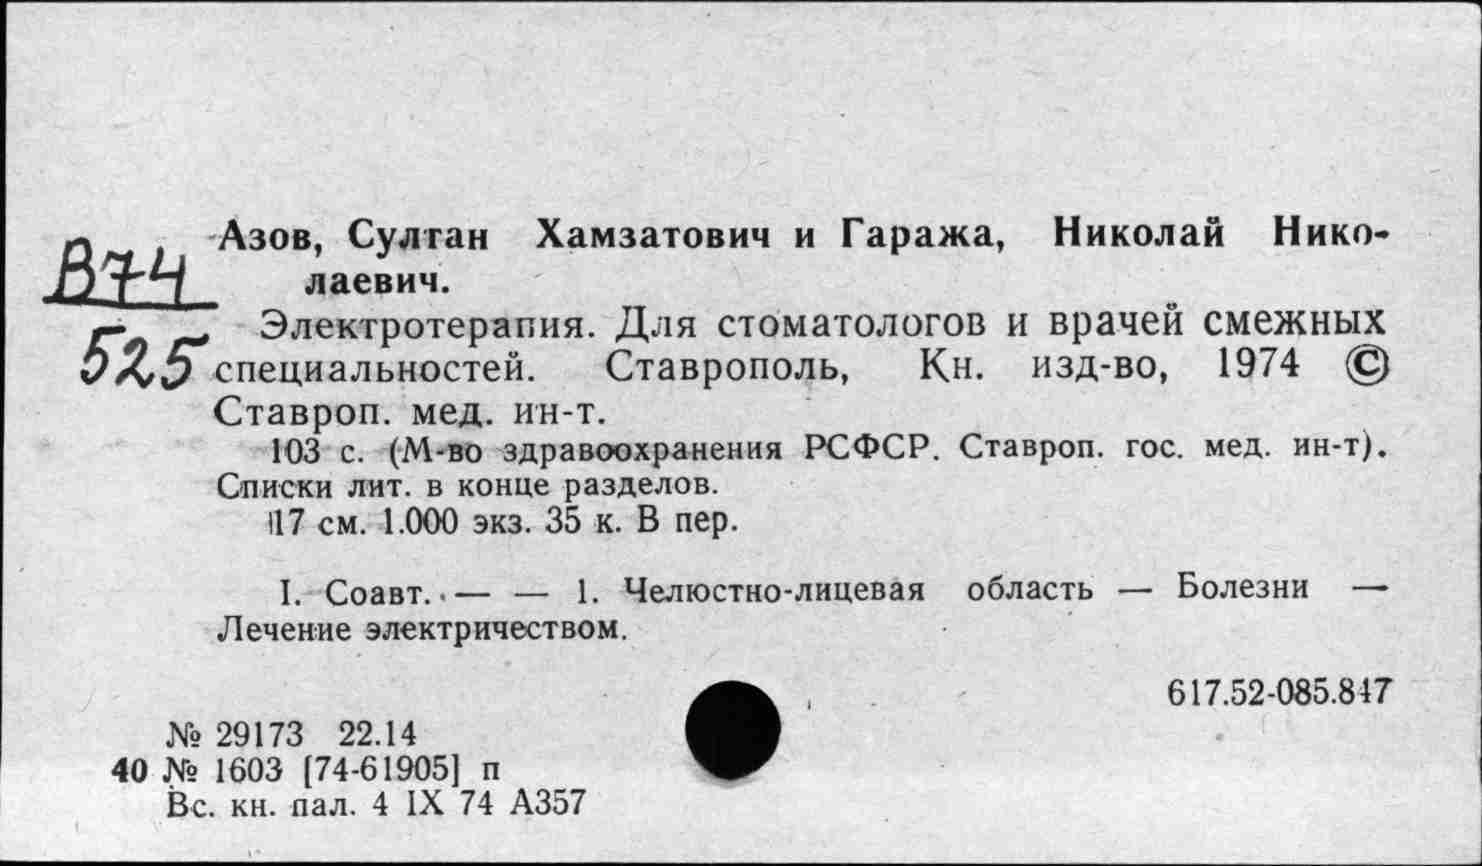 В74
525
Азов, Султан Хамзатович и Гаража, Николай Нико-
лаевич.
Электротерапия. Для стоматологов и врачей смежных
специальностей. Ставрополь, Кн. изд-во, 1974 ©
Ставроп. мед. ин-т.
103 с. (М-во здравоохранения РСФСР. Ставроп. гос. мед. ин-т).
Списки лит. в конце разделов.
17 см. 1.000 экз. 35 к. В пер.
I. Соавт. — — 1. Челюстно-лицевая область — Болезни —
Лечение электричеством.
617.52-085.847
№ 29173 22.14
40 № 1603 [74-61905] п
Вс. кн. пал. 4 IX 74 А357